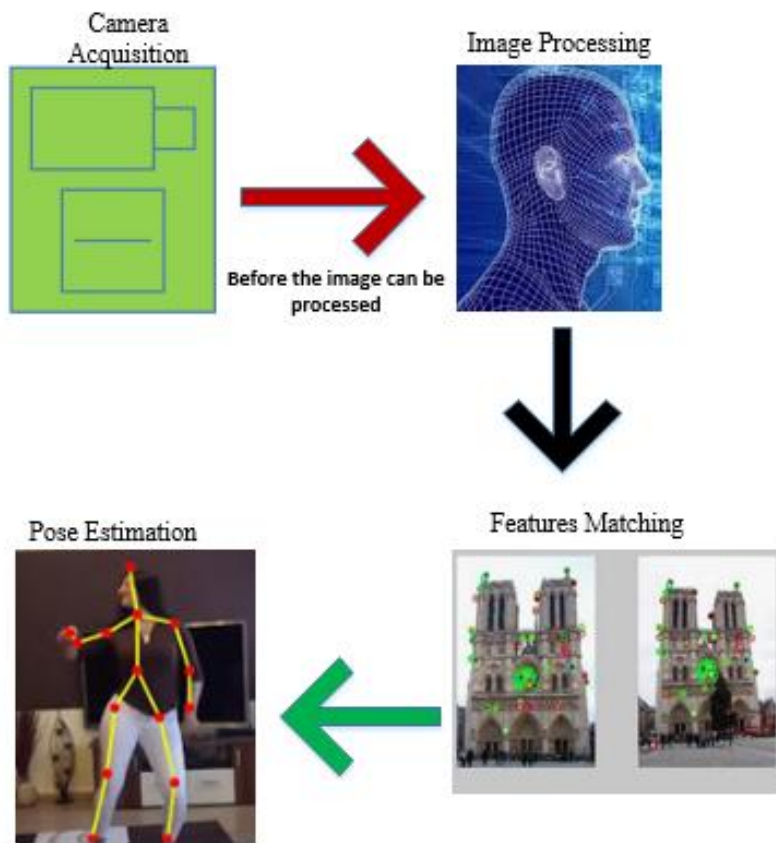 Camera
Acquisition
Image Processing
Before the image can be
processed
Features Matching
Pose Estimation